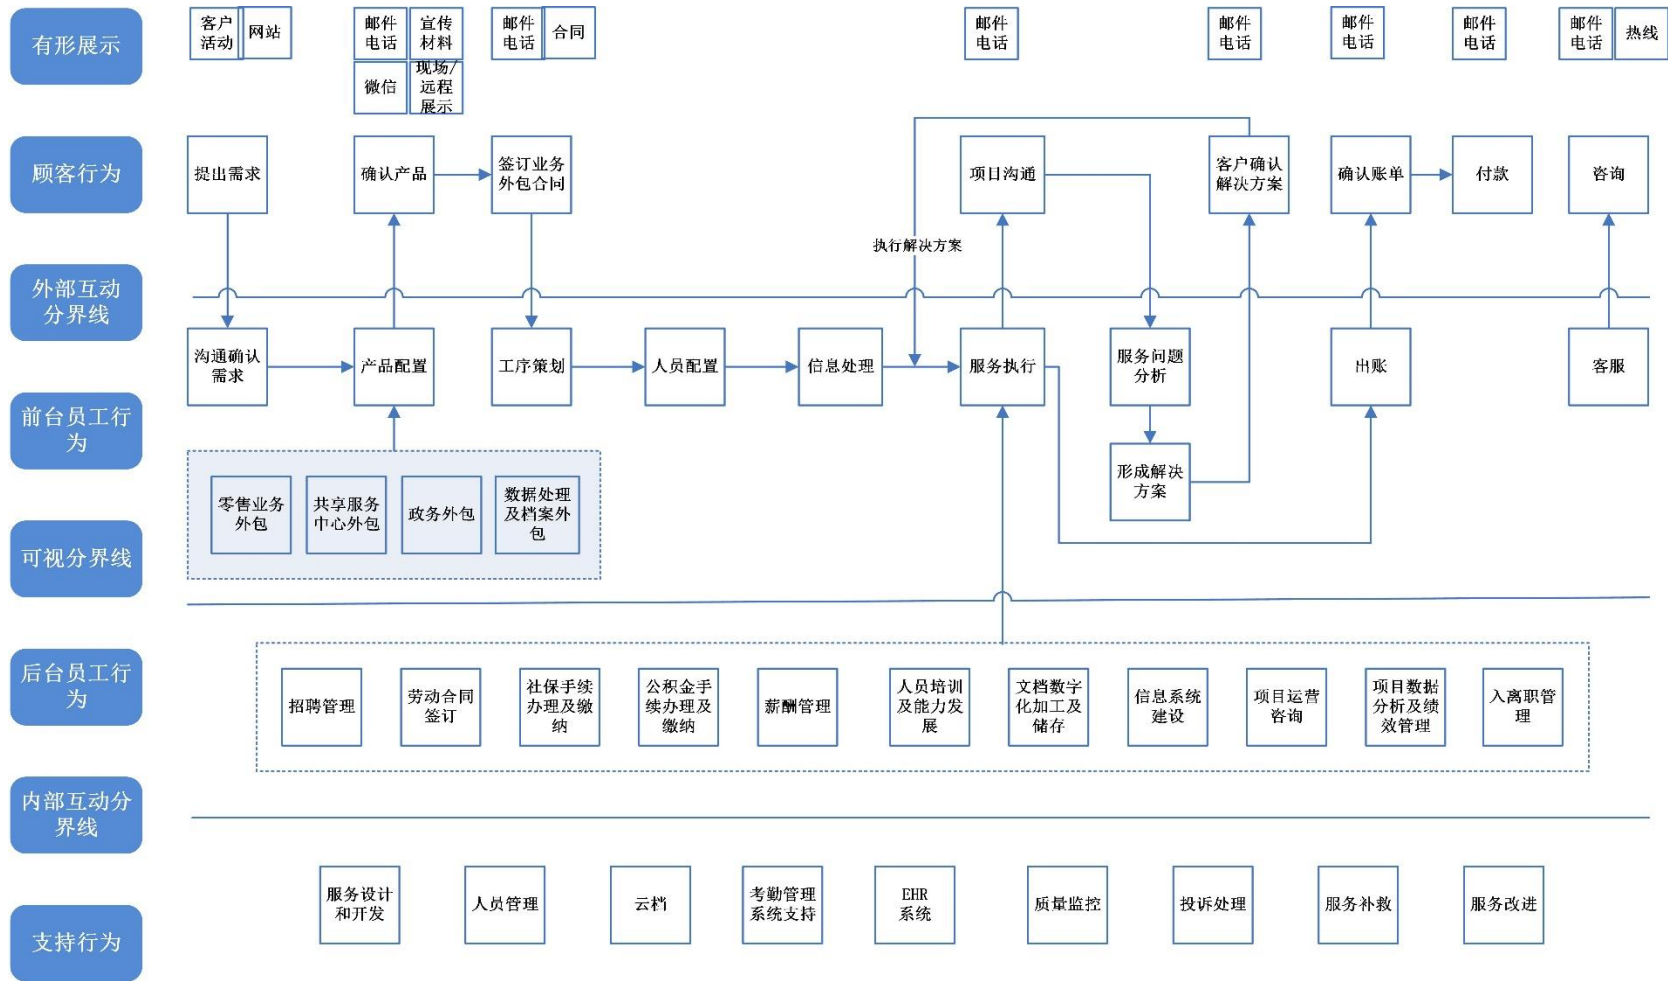 有形展示
客户
活动
网站
邮件
电话
宣传
材料
微信
现场/
远程
展示
邮件
电话
合同
邮件
电话
邮件
电话
邮件
电话
邮件
电话
邮件
电话
热线
顾客行为
提出需求
确认产品
签订业务
外包合同
项目沟通
客户确认
解决方案
确认账单
付款
咨询
执行解决方案
外部互动
分界线
沟通确认
需求
产品配置
工序策划
人员配置
信息处理
服务执行
服务问题
分析
出账
客服
前台员工行
为
形成解决
方案
零售业务
外包
共享服务
中心外包
政务外包
数据处理
及档案外
包
可视分界线
后台员工行
为
招聘管理
劳动合同
签订
社保手续
办理及缴
纳
公积金手
续办理及
缴纳
薪酬管理
人员培训
及能力发
展
文档数字
化加工及
储存
信息系统
建设
项目运营
咨询
项目数据
分析及绩
效管理
入离职管
理
内部互动分
界线
支持行为
服务设计
和开发
人员管理
云档
考勤管理
系统支持
EHR
系统
质量监控
投诉处理
服务补救
服务改进